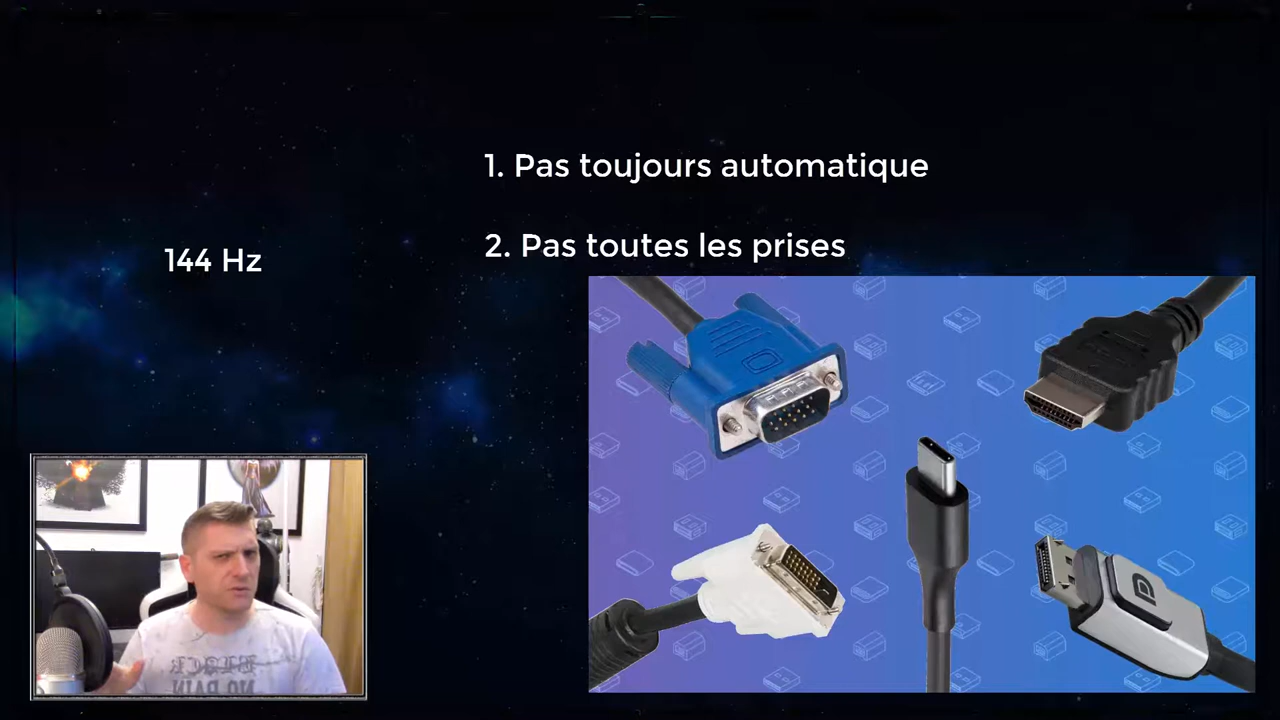 1. Pas toujours automatique
2. Pas toutes les prises
144 Hz